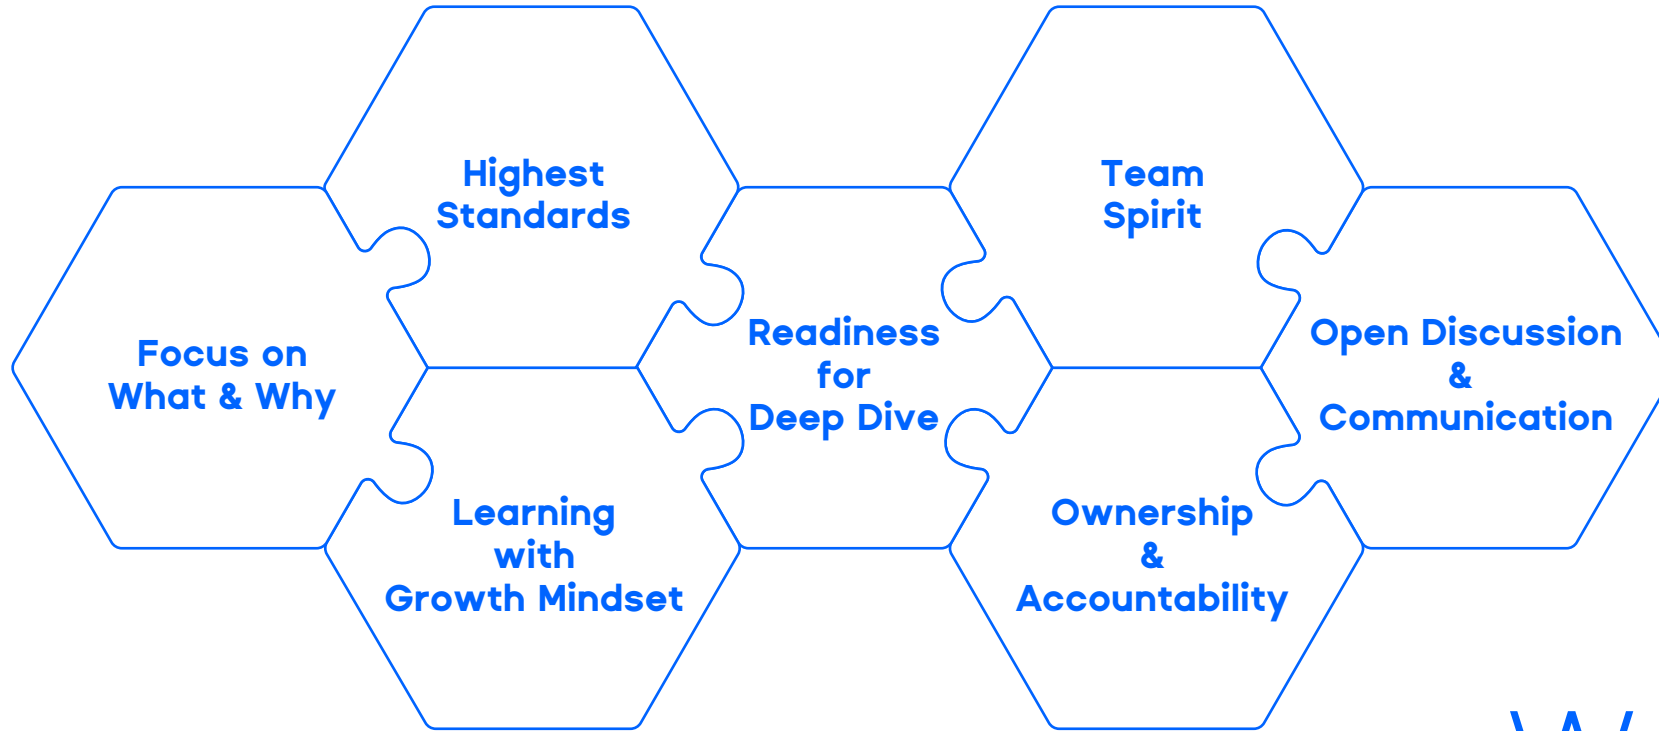 Highest
Standards
Team
Spirit
Focus on
What & Why
Readiness
for
Deep Dive
Open Discussion
&
Communication
Learning
with
Growth Mindset
Ownership
&
Accountability